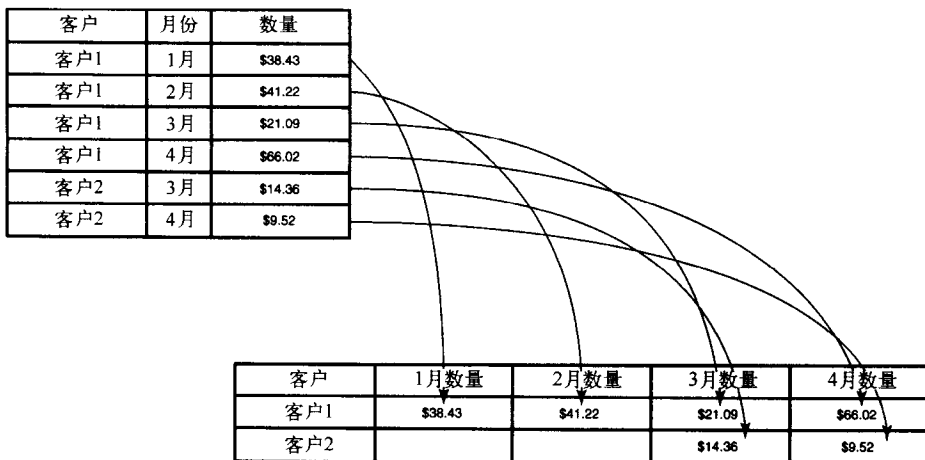 客户 月份 数量
客户1 1月 $38.43
客户1 2月 $41.22
客户1 3月 $21.09
客户1 4月 $66.02
客户2 3月 $14.36
客户2 4月 $9.52
客户 1月数量 2月数量 3月数量 4月数量
客户1 $38.43 $41.22 $21.09 $66.02
客户2 $14.36 $9.52